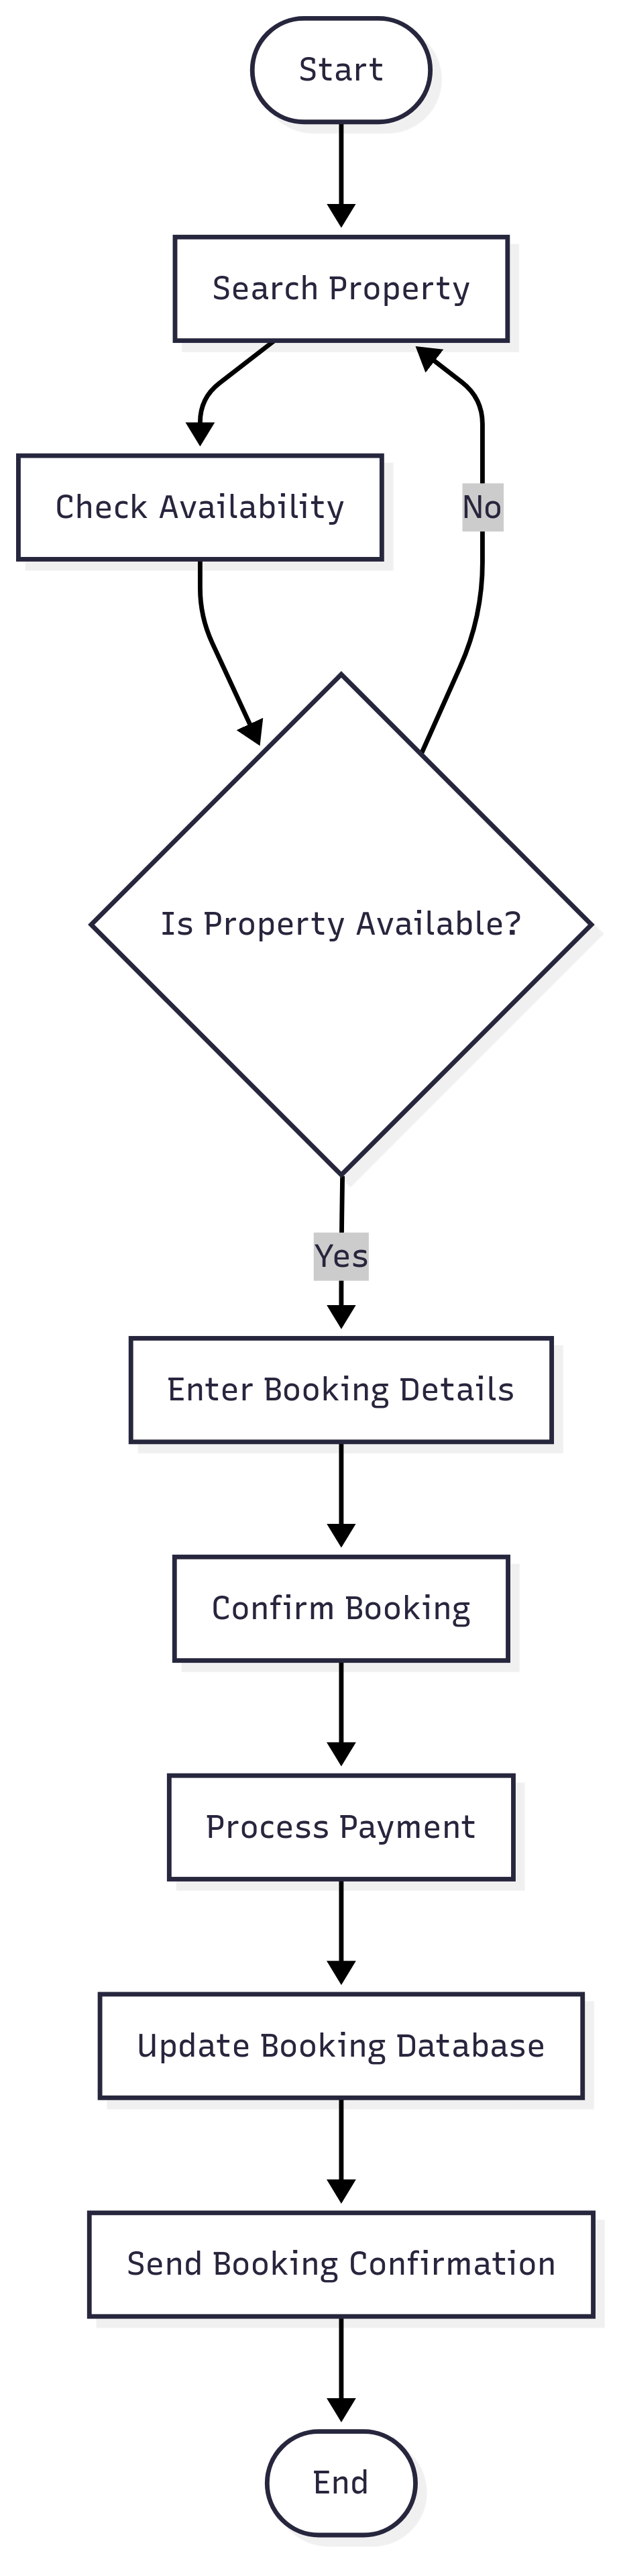 Start
Search Property
Check Availability
No
Is Property Available?
Yes
Enter Booking Details
Confirm Booking
Process Payment
Update Booking Database
Send Booking Confirmation
End